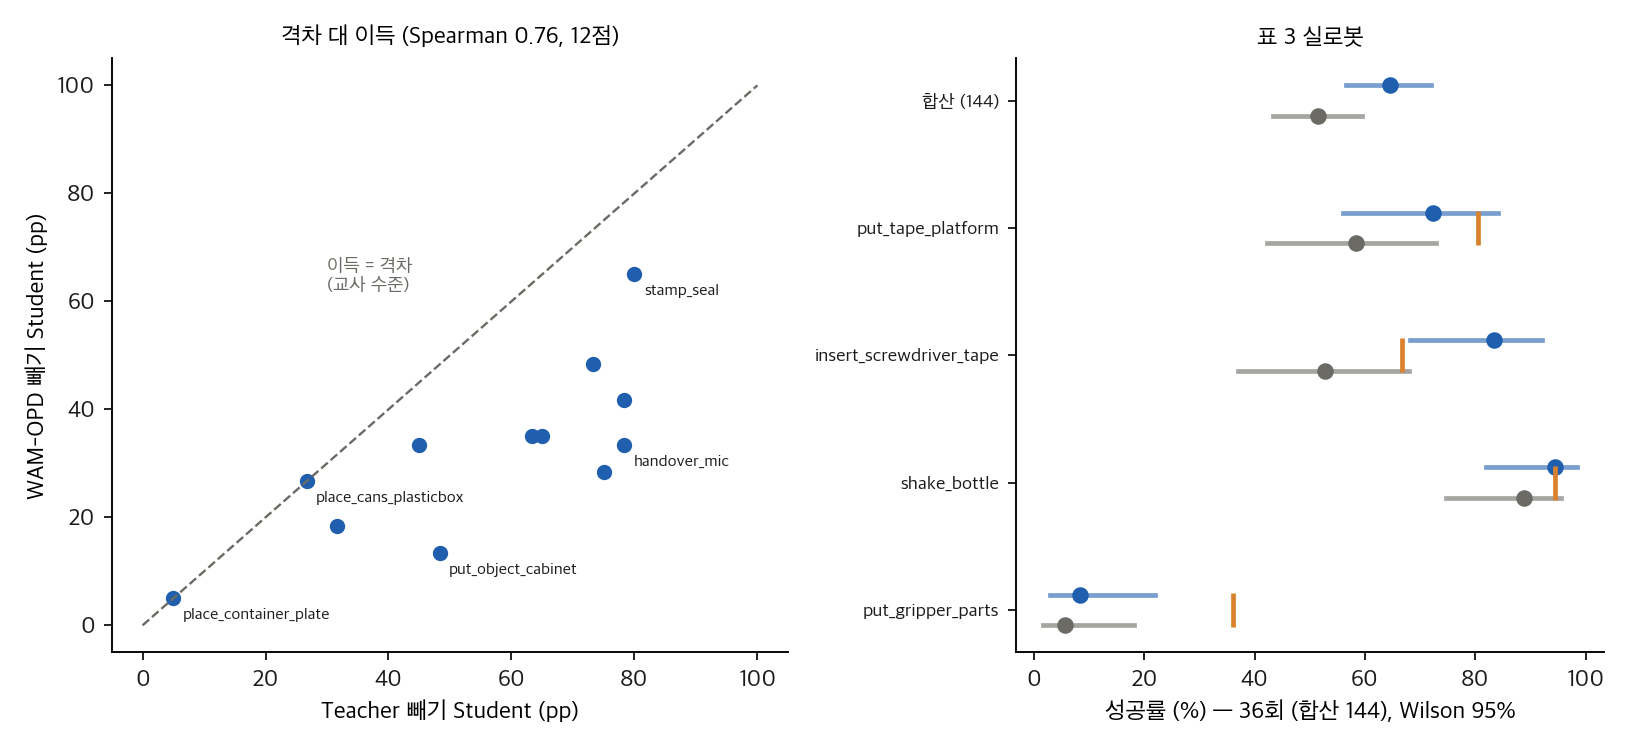 격차 대 이득 (Spearman 0.76, 12점)
WAM-OPD 빼기 Student (pp)
100
80
60
40
20
0
이득 = 격차
(교사 수준)
stamp_seal
handover_mic
place_cans_plasticbox
put_object_cabinet
place_container_plate
0
20
40
60
80
100
Teacher 빼기 Student (pp)
표 3 실로봇
합산 (144)
put_tape_platform
insert_screwdriver_tape
shake_bottle
put_gripper_parts
0
20
40
60
80
100
성공률 (%) — 36회 (합산 144), Wilson 95%